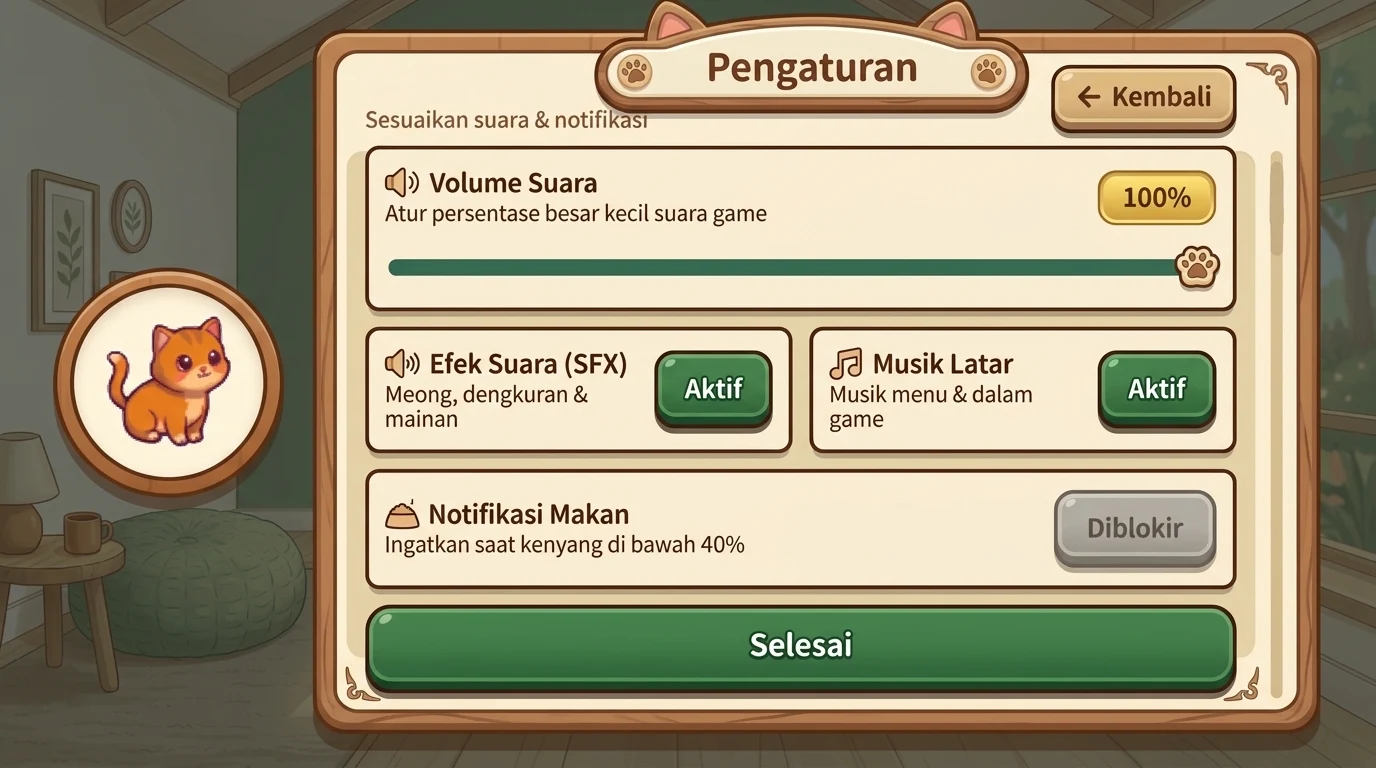 Pengaturan
← Kembali
Sesuaikan suara & notifikasi
Volume Suara
Atur persentase besar kecil suara game
100%
Efek Suara (SFX)
Meong, dengkuran &
mainan
Aktif
Musik Latar
Musik menu & dalam
game
Aktif
Notifikasi Makan
Ingatkan saat kenyang di bawah 40%
Diblokir
Selesai